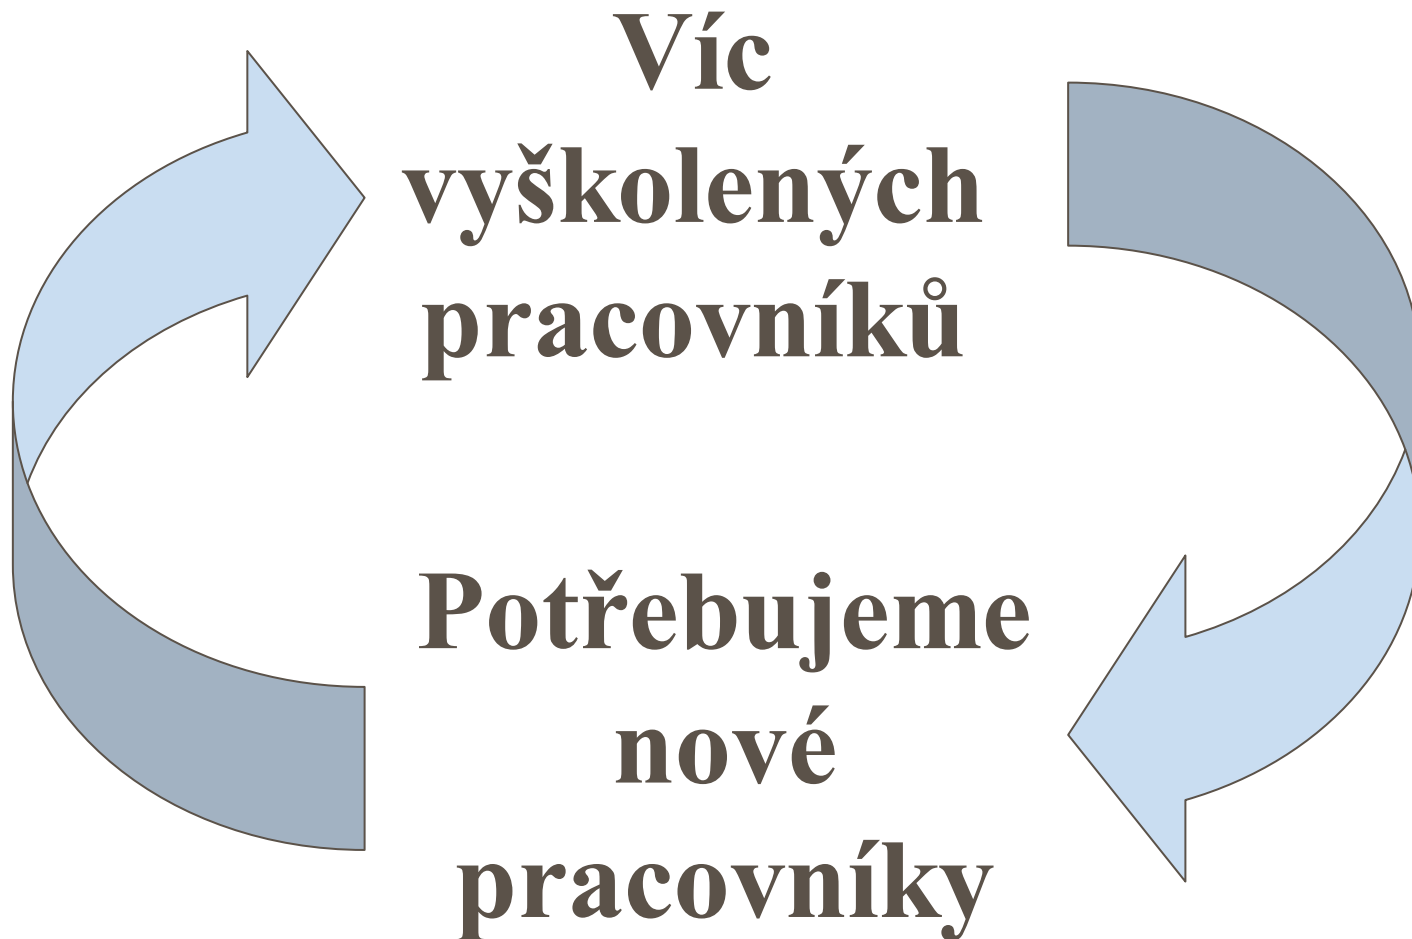 Víc
vyškolených
pracovníků
Potřebujeme
nové
pracovníky